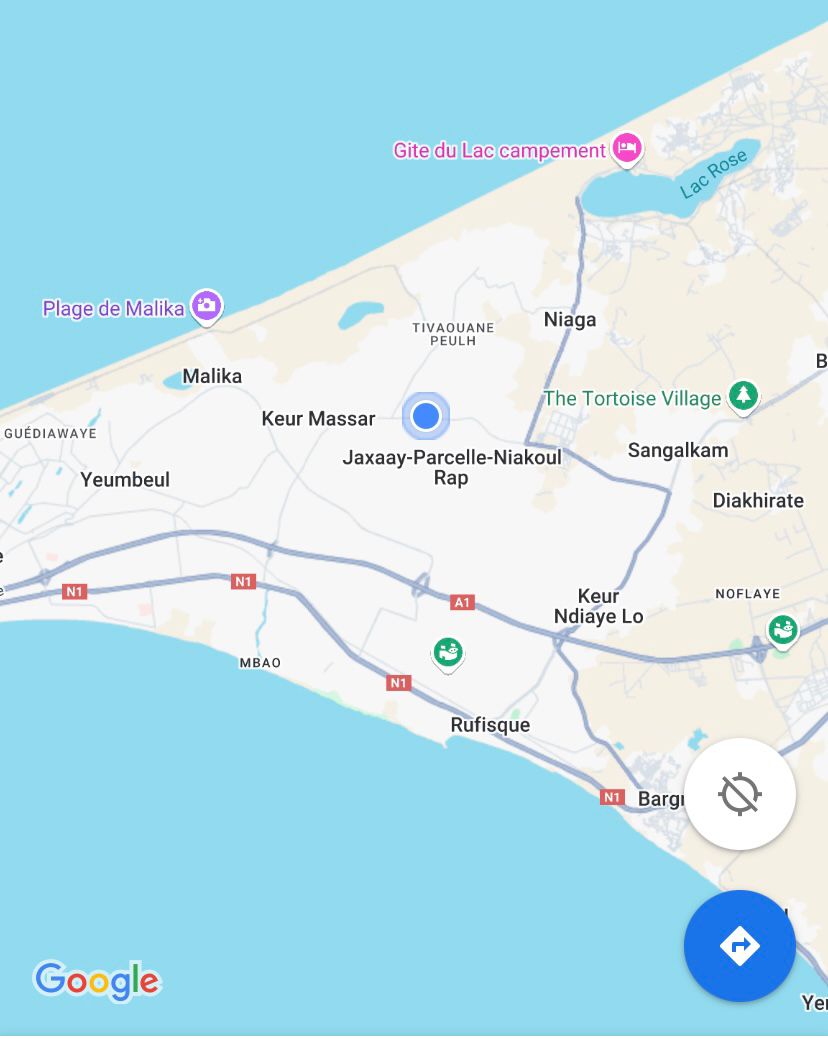 Gite du Lac campement
Lac Rose
Plage de Malika
TIVAOUANE
PEULH
Niaga
Malika
B
The Tortoise Village
Keur Massar
GUÉDIAWAYE
Jaxaay-Parcelle-Niakoul
Rap
Sangalkam
Yeumbeul
Diakhirate
e
N1
N1
A1
Keur
Ndiaye Lo
NOFLAYE
MBAO
N1
Rufisque
N1
Barg
Google
Ye